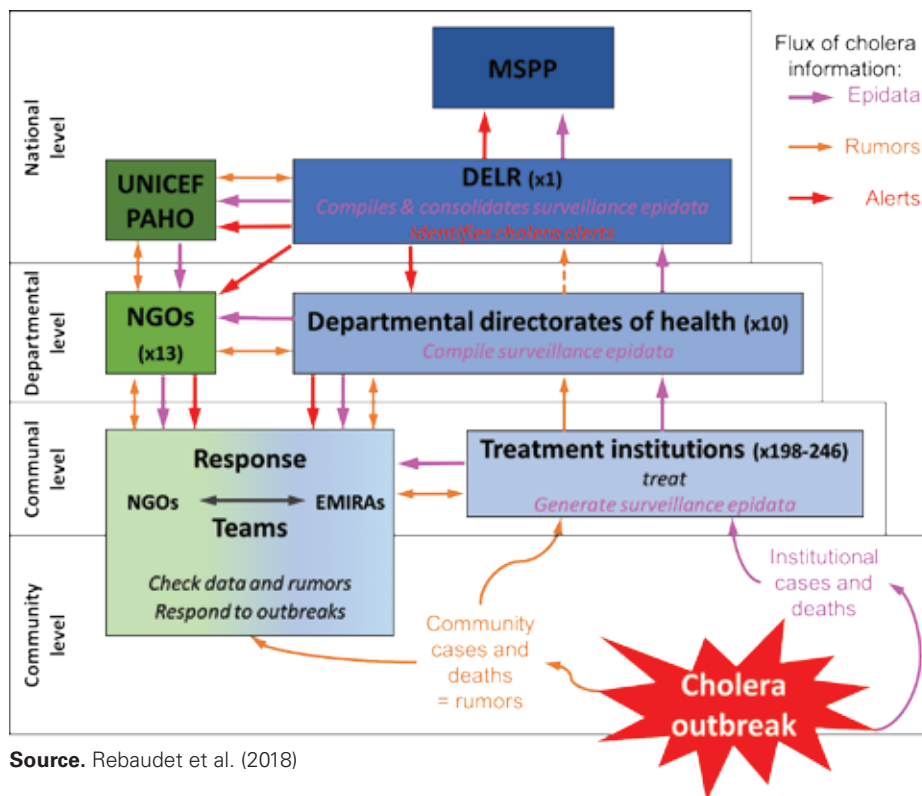 Flux of cholera
information:
Epidata
Rumors
Alerts
National
level
MSPP
UNICEF
PAHO
DELR (x1)
Compiles & consolidates surveillance epidata
Identifies cholera alerts
Departmental
level
NGOs
(x13)
Departmental directorates of health (x10)
Compile surveillance epidata
Communal
level
Response
NGOs
EMIRAs
Teams
Check data and rumors
Respond to outbreaks
Treatment institutions (x198-246)
treat
Generate surveillance epidata
Community
level
Community
cases and
deaths
= rumors
Institutional
cases and
deaths
Cholera
outbreak
Source. Rebaudet et al. (2018)